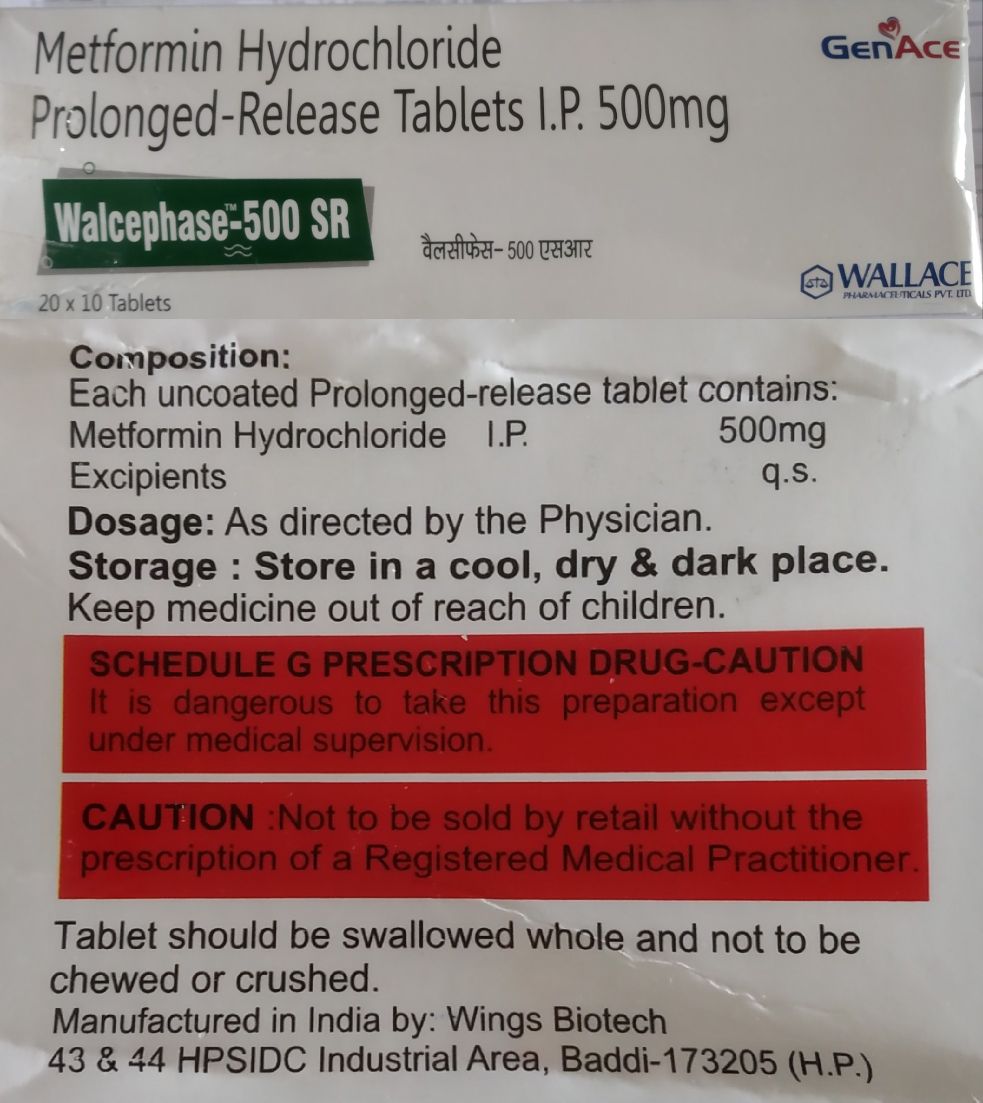 Metformin Hydrochloride
GenAce
Prolonged-Release Tablets I.P. 500mg
Walcephase™-500 SR
वैलसीफेस- 500 एसआर
WALLACE
PHARMACEUTICALS PVT. LTD.
20 x 10 Tablets
Composition:
Each uncoated Prolonged-release tablet contains:
Metformin Hydrochloride I.P. 500mg
Excipients q.s.
Dosage: As directed by the Physician.
Storage : Store in a cool, dry & dark place.
Keep medicine out of reach of children.
SCHEDULE G PRESCRIPTION DRUG-CAUTION
It is dangerous to take this preparation except
under medical supervision.
CAUTION :Not to be sold by retail without the
prescription of a Registered Medical Practitioner.
Tablet should be swallowed whole and not to be
chewed or crushed.
Manufactured in India by: Wings Biotech
43 & 44 HPSIDC Industrial Area, Baddi-173205 (H.P.)